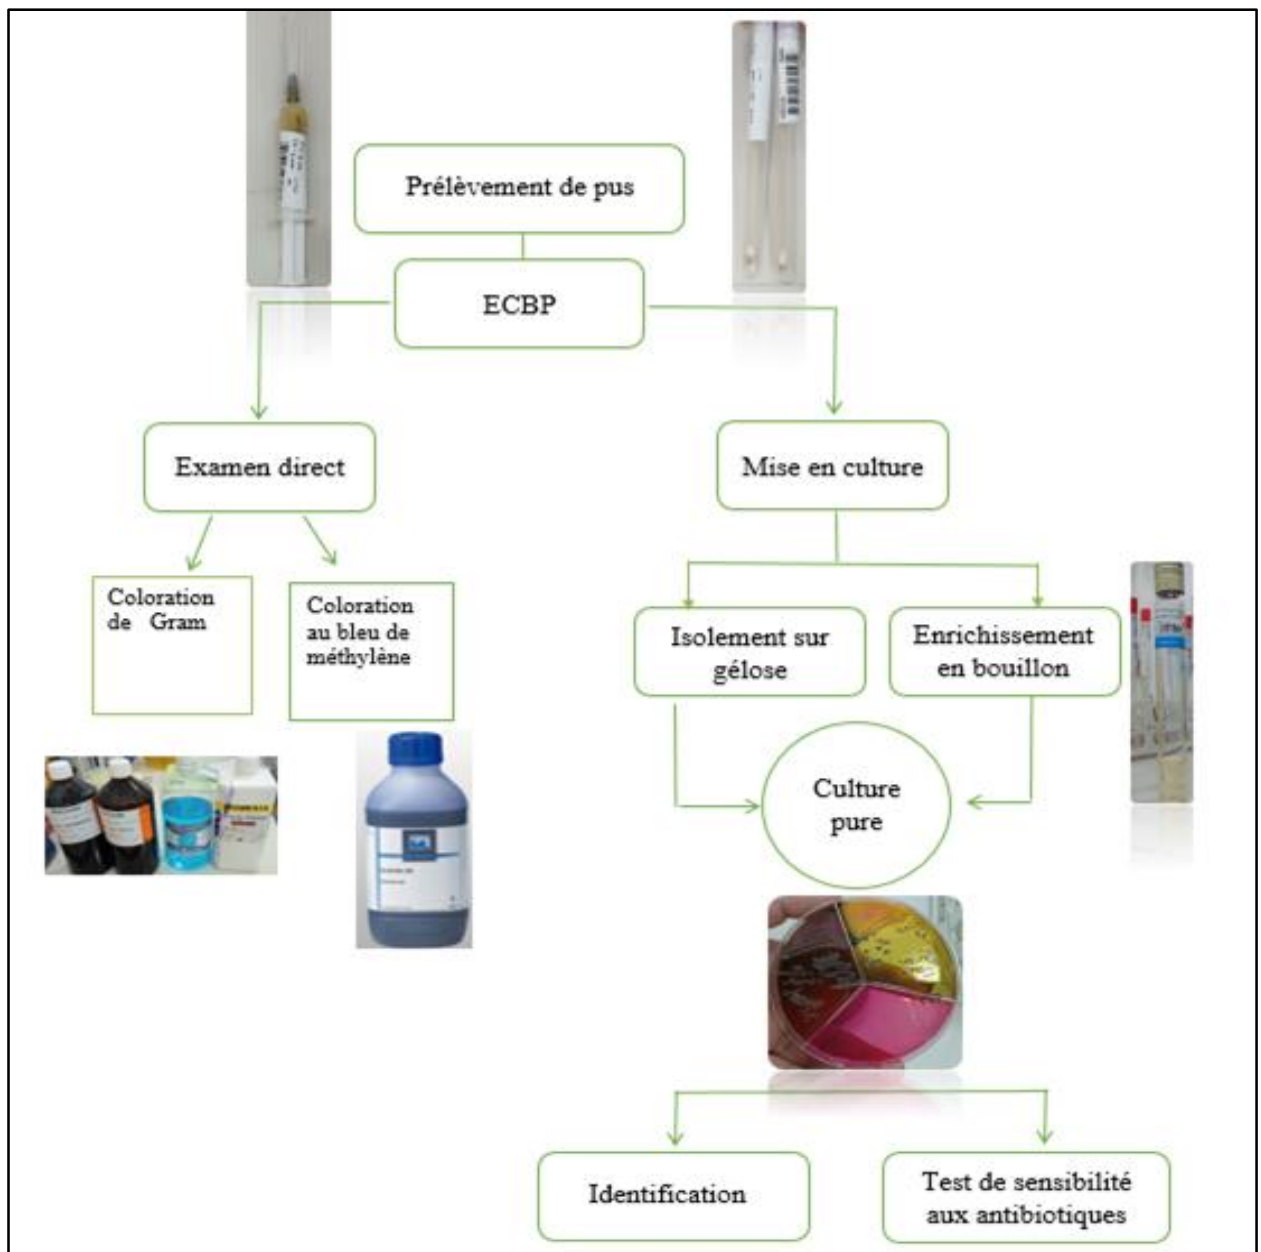 Prélèvement de pus
ECBP
Examen direct
Mise en culture
Coloration
de Gram
Coloration
au bleu de
méthylène
Isolement sur
gélose
Enrichissement
en bouillon
Culture
pure
Identification
Test de sensibilité
aux antibiotiques